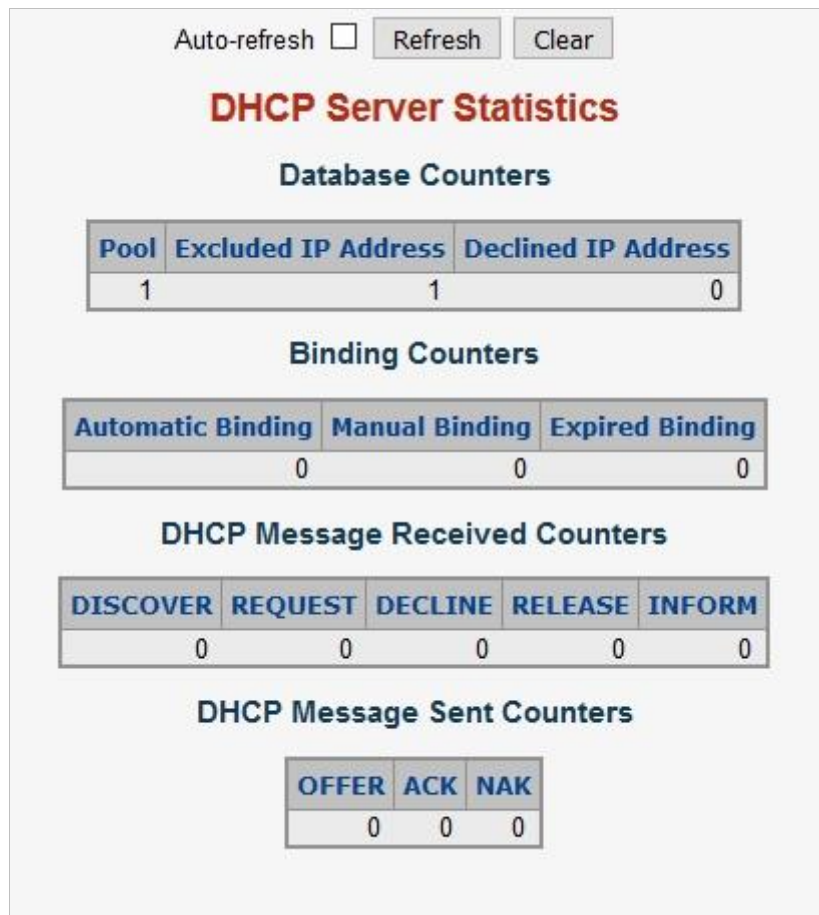 Auto-refresh Refresh Clear
DHCP Server Statistics
Database Counters
Pool Excluded IP Address Declined IP Address
1 1 0
Binding Counters
Automatic Binding Manual Binding Expired Binding
0 0 0
DHCP Message Received Counters
DISCOVER REQUEST DECLINE RELEASE INFORM
0 0 0 0 0
DHCP Message Sent Counters
OFFER ACK NAK
0 0 0